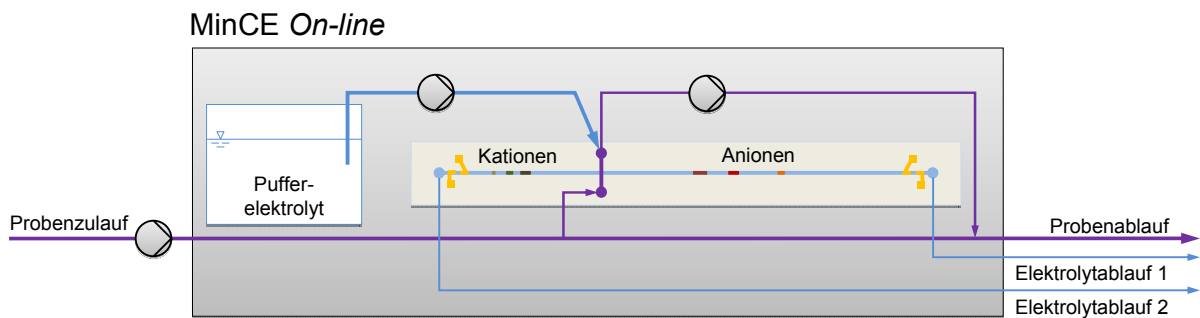 MinCE On-line
Kationen
Anionen
Puffer-
elektrolyt
Probenzulauf
Probenablauf
Elektrolytablauf 1
Elektrolytablauf 2